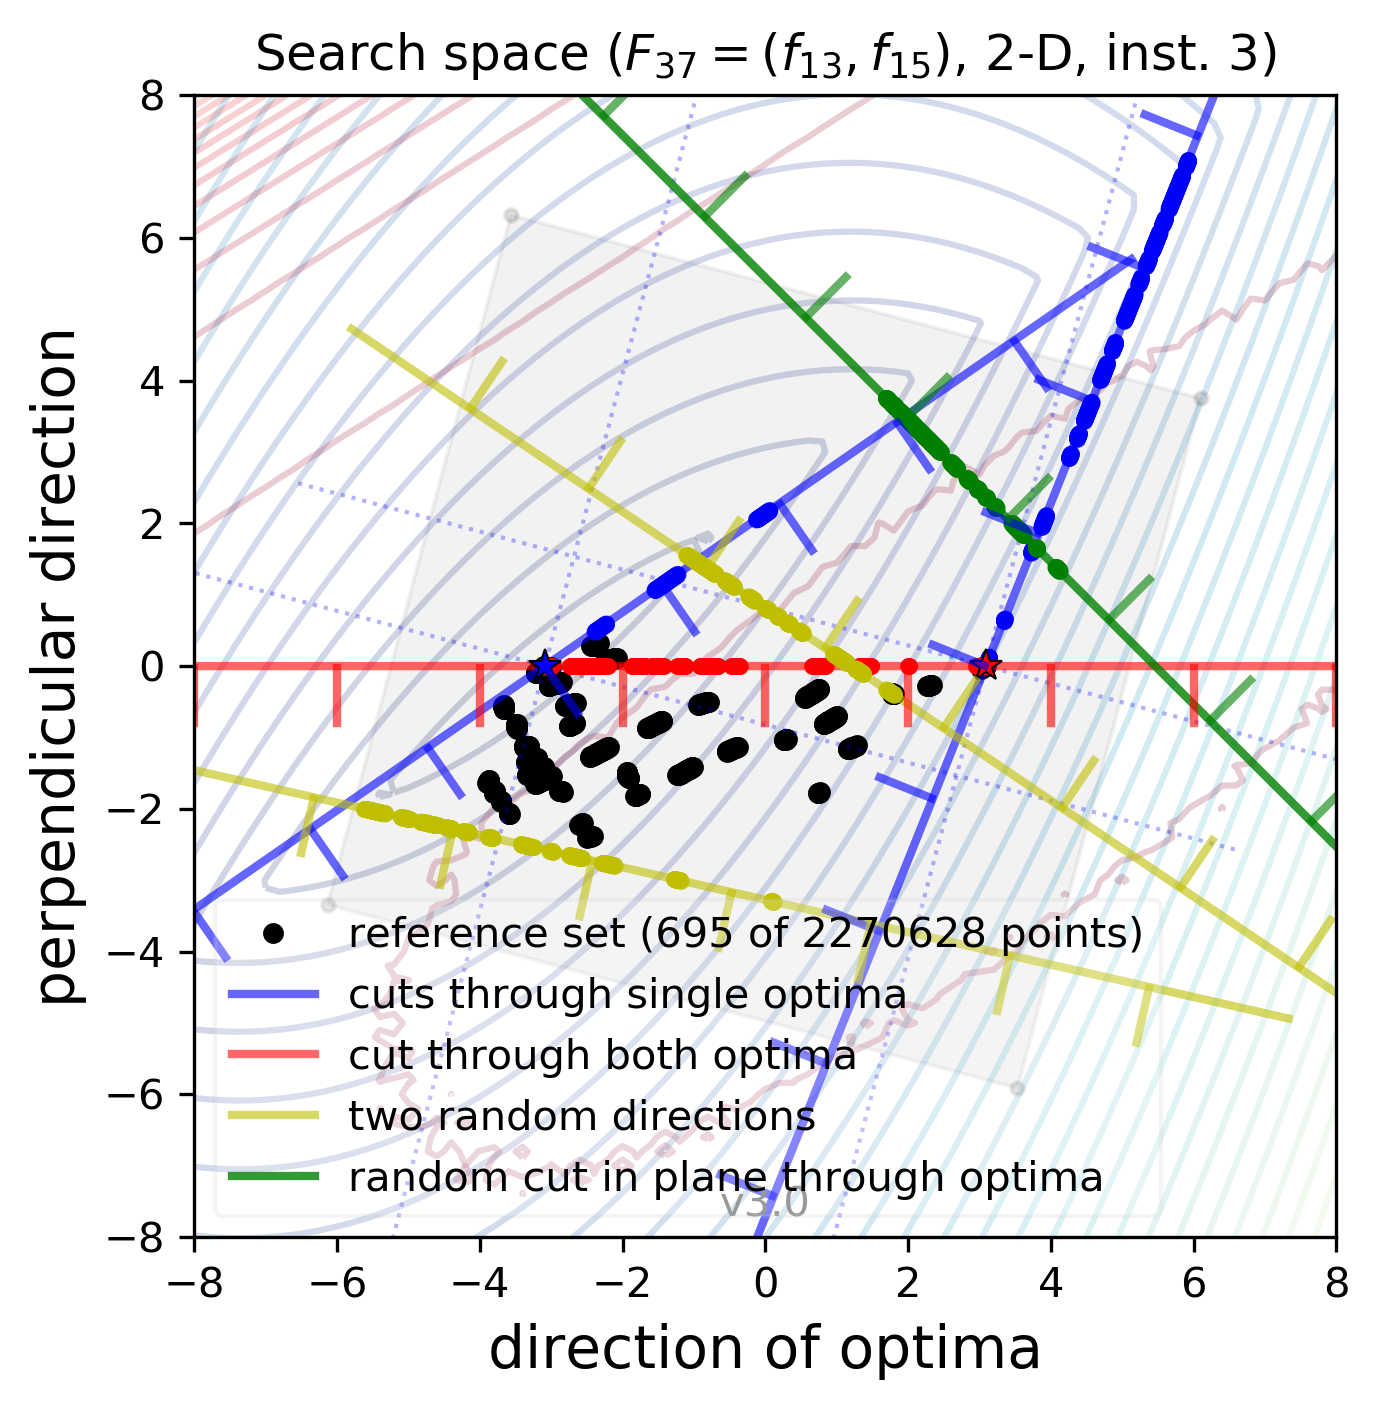 Search space (F37 = (f13, f15), 2-D, inst. 3)
8
6
4
2
0
−2
−4
−6
−8
perpendicular direction
reference set (695 of 2270628 points)
cuts through single optima
cut through both optima
two random directions
random cut in plane through optima
v3.0
−8 −6 −4 −2 0 2 4 6 8
direction of optima